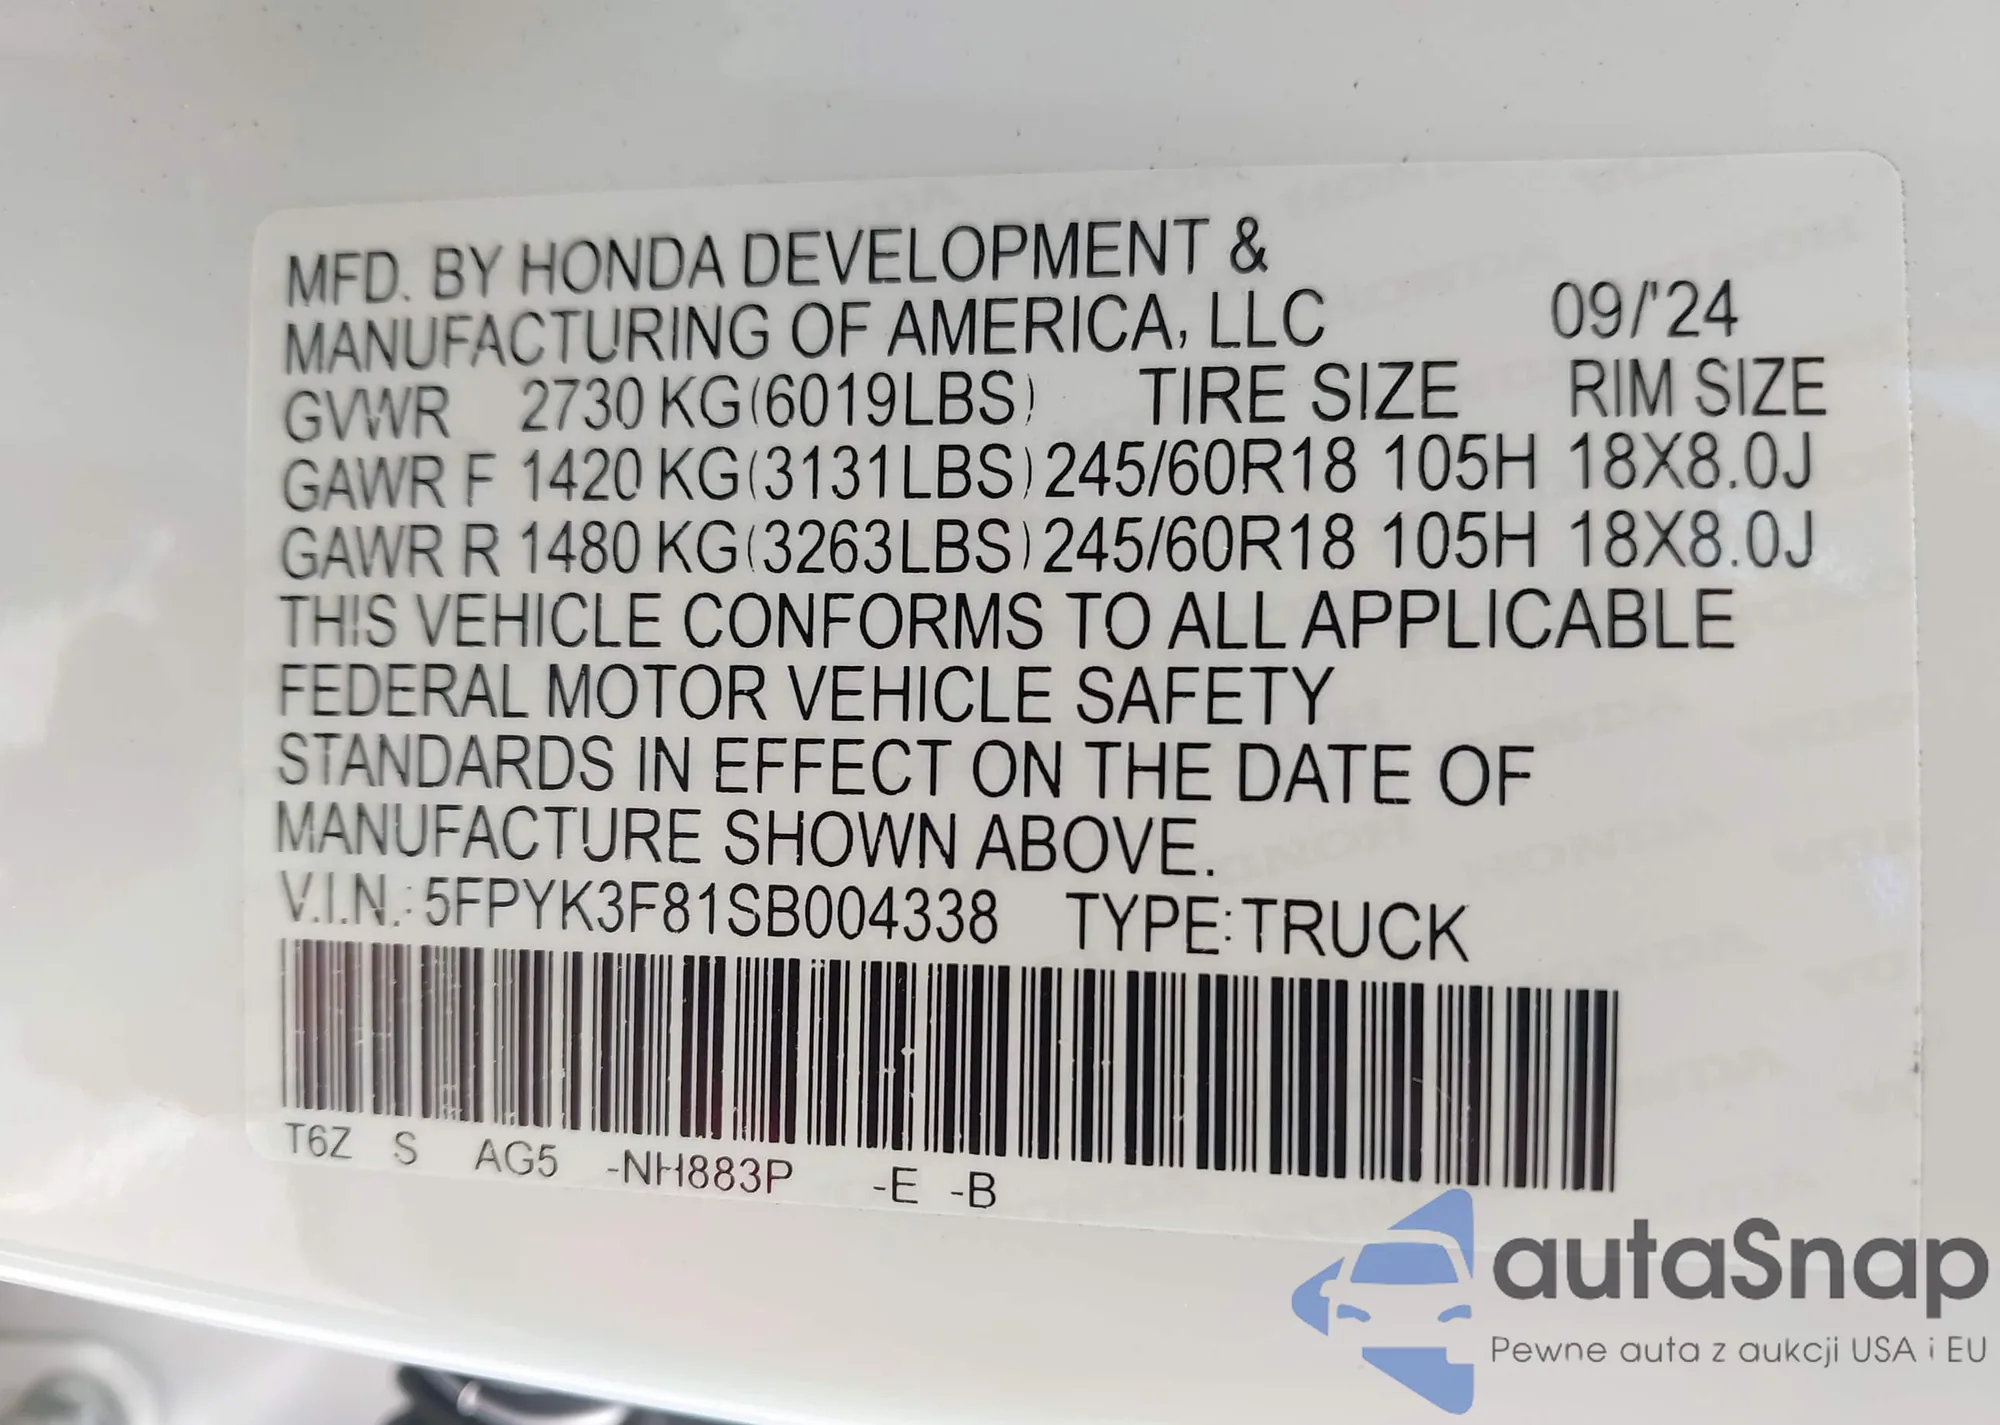 MFD. BY HONDA DEVELOPMENT &
MANUFACTURING OF AMERICA, LLC 09/'24
GVWR 2730 KG(6019LBS) TIRE SIZE RIM SIZE
GAWR F 1420 KG(3131LBS) 245/60R18 105H 18X8.0J
GAWR R 1480 KG(3263LBS) 245/60R18 105H 18X8.0J
THIS VEHICLE CONFORMS TO ALL APPLICABLE
FEDERAL MOTOR VEHICLE SAFETY
STANDARDS IN EFFECT ON THE DATE OF
MANUFACTURE SHOWN ABOVE.
V.I.N.: 5FPYK3F81SB004338 TYPE:TRUCK
T6Z S AG5 -NH883P -E -B
autaSnap
Pewne auta z aukcji USA i EU